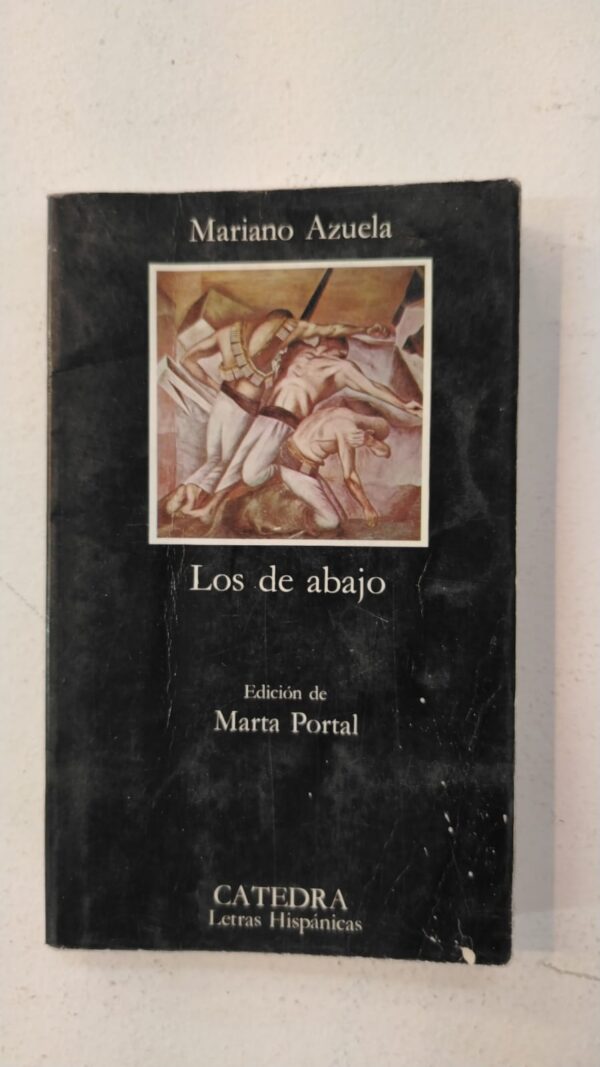 Mariano Azuela
Los de abajo
Edición de
Marta Portal
CATEDRA
Letras Hispánicas